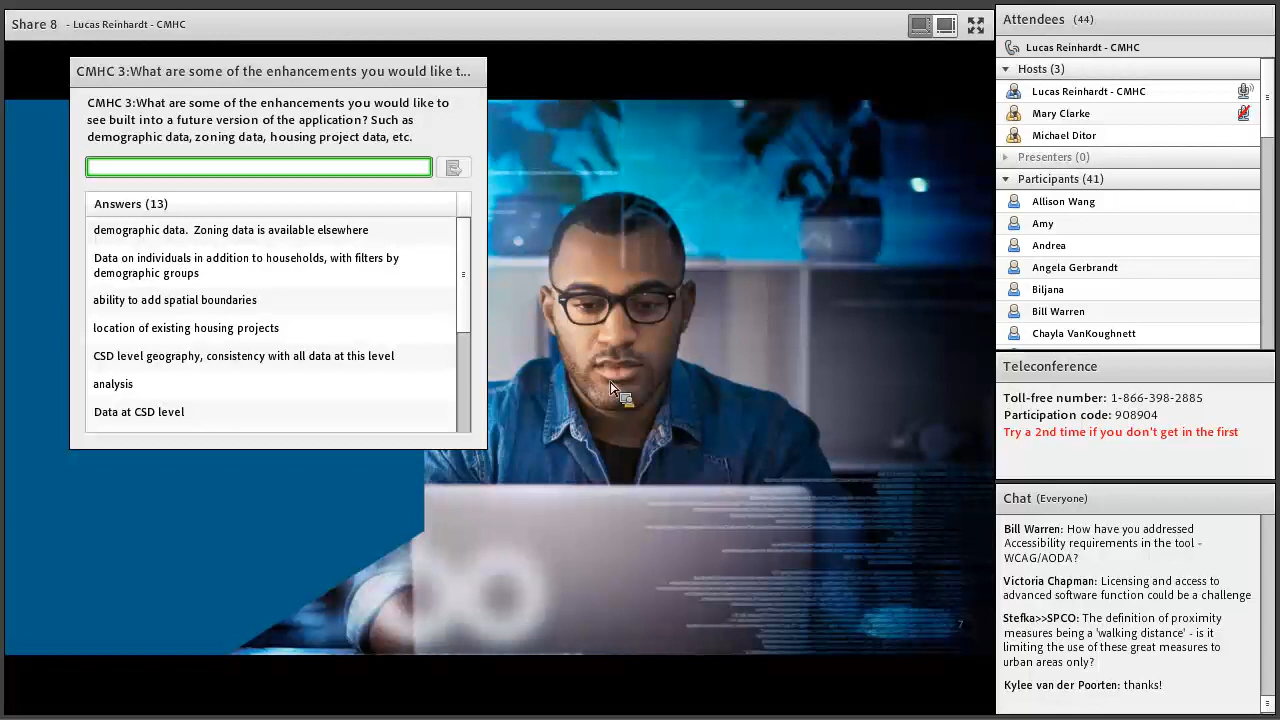 Share 8 - Lucas Reinhardt - CMHC
CMHC 3:What are some of the enhancements you would like t...
CMHC 3:What are some of the enhancements you would like to
see built into a future version of the application? Such as
demographic data, zoning data, housing project data, etc.
Answers (13)
demographic data. Zoning data is available elsewhere
Data on individuals in addition to households, with filters by
demographic groups
ability to add spatial boundaries
location of existing housing projects
CSD level geography, consistency with all data at this level
analysis
Data at CSD level
7
Attendees (44)
Lucas Reinhardt - CMHC
Hosts (3)
Lucas Reinhardt - CMHC
Mary Clarke
Michael Ditor
Presenters (0)
Participants (41)
Allison Wang
Amy
Andrea
Angela Gerbrandt
Biljana
Bill Warren
Chayla VanKoughnett
Teleconference
Toll-free number: 1-866-398-2885
Participation code: 908904
Try a 2nd time if you don't get in the first
Chat (Everyone)
Bill Warren: How have you addressed
Accessibility requirements in the tool -
WCAG/AODA etc?
Victoria Chapman: Limitations to access to
advanced software function could be a challenge
Stefan>>SPCO: The definition of proximity
measures being a walking distance - is it
limiting the use of these great measures to
urban areas only?
Kylee van der Poorten: thanks!